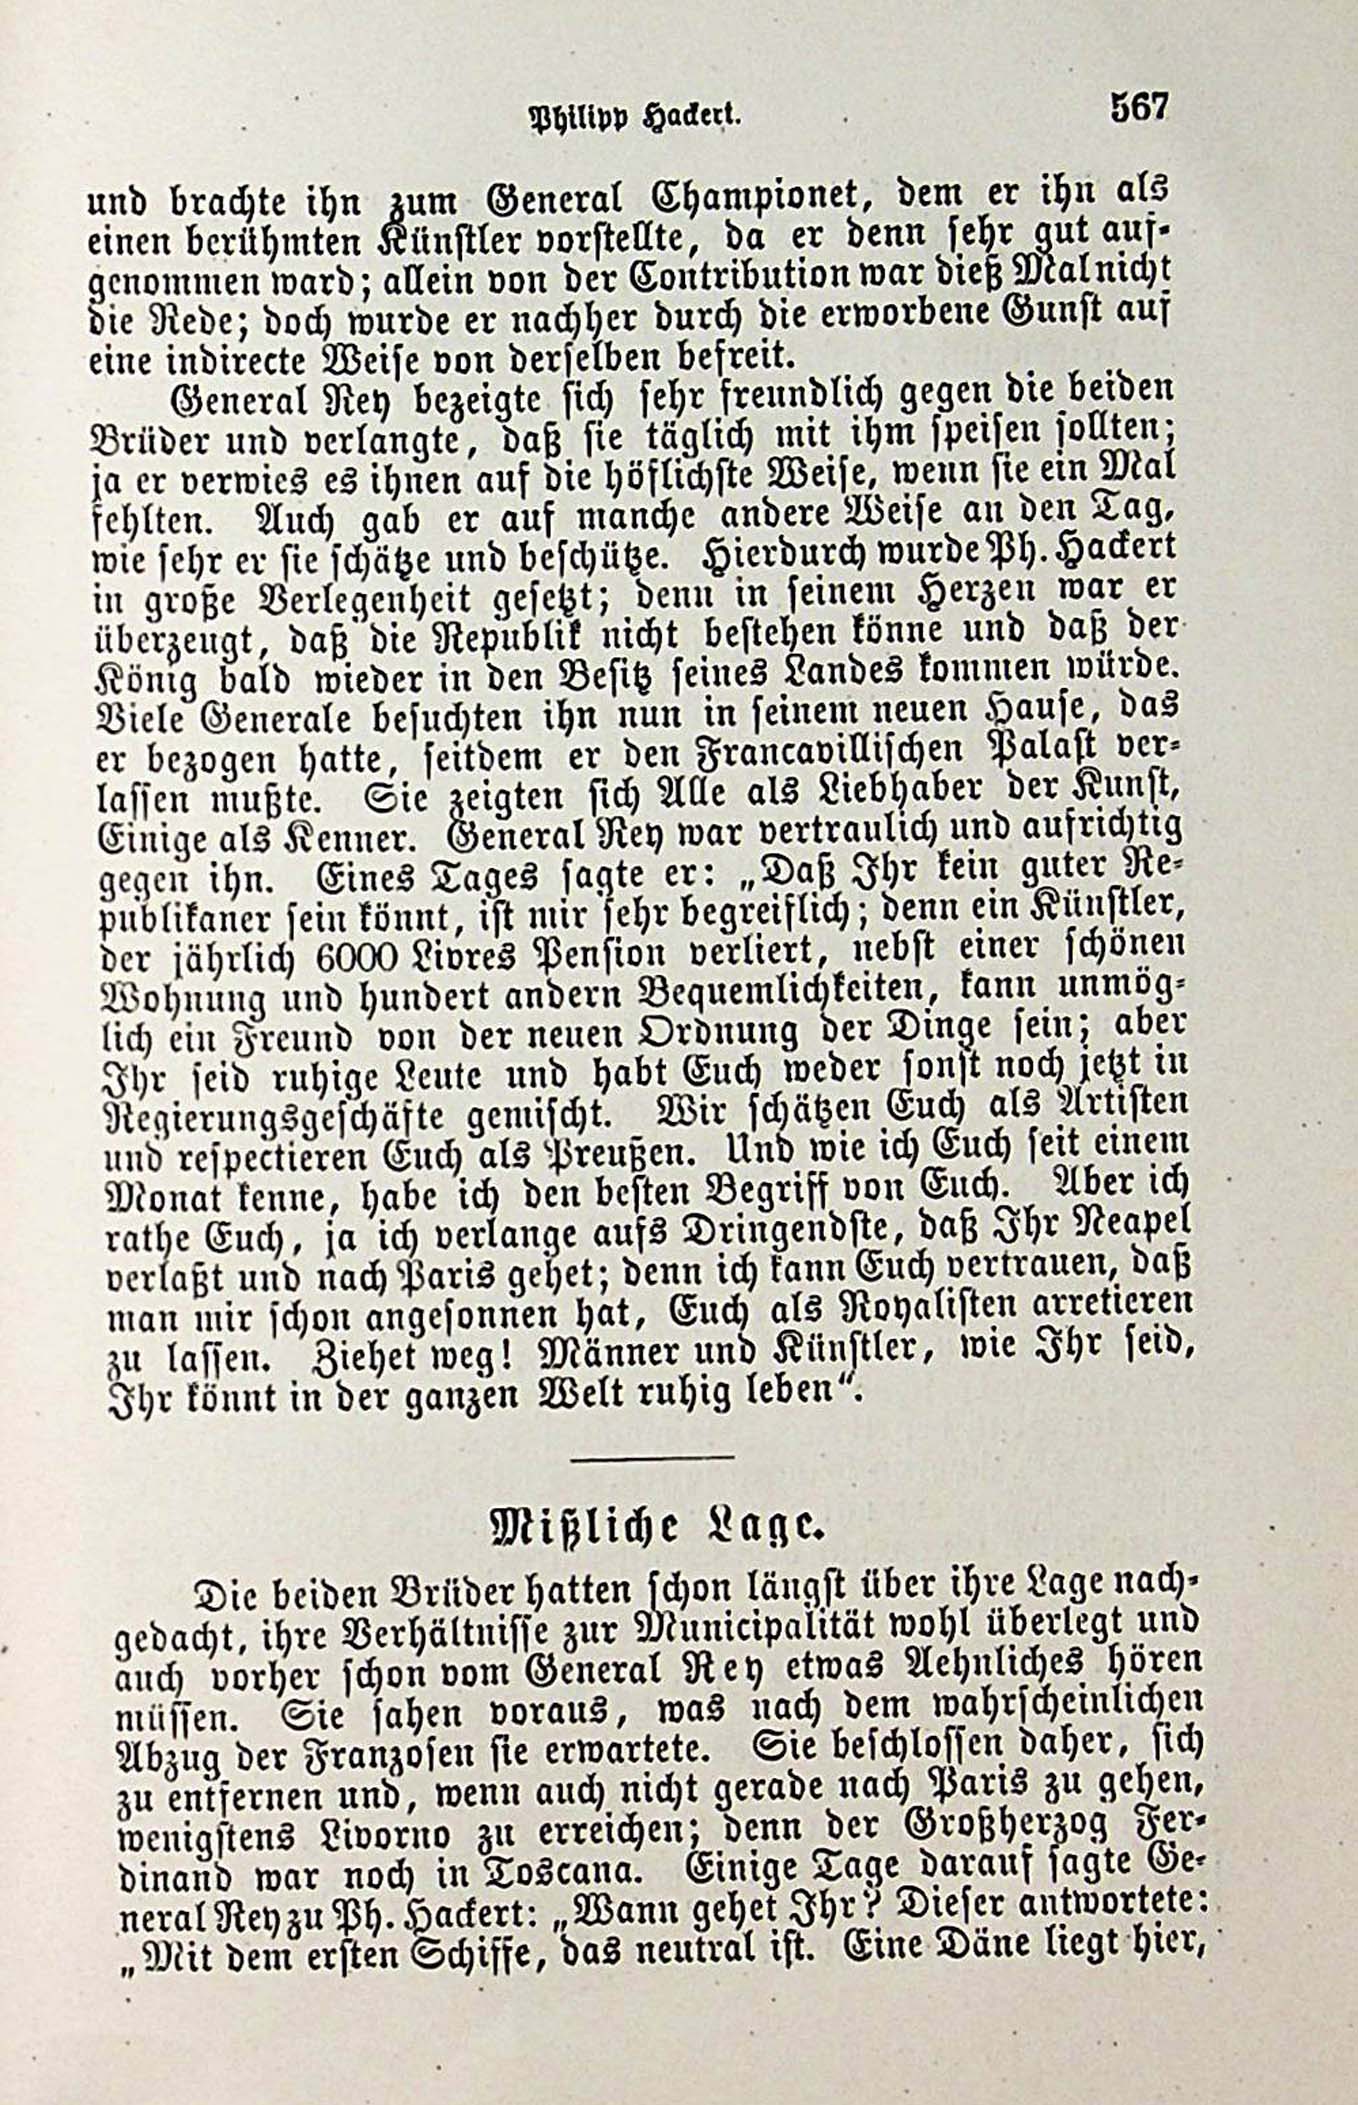 Philipp Hackert.
567
und brachte ihn zum General Championet, dem er ihn als
einen berühmten Künstler vorstellte, da er denn sehr gut auf-
genommen ward; allein von der Contribution war dieß Mal nicht
die Rede; doch wurde er nachher durch die erworbene Gunst auf
eine indirecte Weise von derselben befreit.
General Rey bezeigte sich sehr freundlich gegen die beiden
Brüder und verlangte, daß sie täglich mit ihm speisen sollten;
ja er verwies es ihnen auf die höflichste Weise, wenn sie ein Mal
fehlten. Auch gab er auf manche andere Weise an den Tag,
wie sehr er sie schätze und beschütze. Hierdurch wurde Ph. Hackert
in große Verlegenheit gesetzt; denn in seinem Herzen war er
überzeugt, daß die Republik nicht bestehen könne und daß der
König bald wieder in den Besitz seines Landes kommen würde.
Viele Generale besuchten ihn nun in seinem neuen Hause, das
er bezogen hatte, seitdem er den Francavillischen Palast ver-
lassen mußte. Sie zeigten sich Alle als Liebhaber der Kunst,
Einige als Kenner. General Rey war vertraulich und aufrichtig
gegen ihn. Eines Tages sagte er: „Daß Ihr kein guter Re-
publikaner sein könnt, ist mir sehr begreiflich; denn ein Künstler,
der jährlich 6000 Livres Pension verliert, nebst einer schönen
Wohnung und hundert andern Bequemlichkeiten, kann unmög-
lich ein Freund von der neuen Ordnung der Dinge sein; aber
Ihr seid ruhige Leute und habt Euch weder sonst noch jetzt in
Regierungsgeschäfte gemischt. Wir schätzen Euch als Artisten
und respectieren Euch als Preußen. Und wie ich Euch seit einem
Monat kenne, habe ich den besten Begriff von Euch. Aber ich
rathe Euch, ja ich verlange aufs Dringendste, daß Ihr Neapel
verlaßt und nach Paris gehet; denn ich kann Euch vertrauen, daß
man mir schon angesonnen hat, Euch als Royalisten arretieren
zu lassen. Ziehet weg! Männer und Künstler, wie Ihr seid,
Ihr könnt in der ganzen Welt ruhig leben“.
Mißliche Lage.
Die beiden Brüder hatten schon längst über ihre Lage nach-
gedacht, ihre Verhältnisse zur Municipalität wohl überlegt und
auch vorher schon vom General Rey etwas Aehnliches hören
müssen. Sie sahen voraus, was nach dem wahrscheinlichen
Abzug der Franzosen sie erwartete. Sie beschlossen daher, sich
zu entfernen und, wenn auch nicht gerade nach Paris zu gehen,
wenigstens Livorno zu erreichen; denn der Großherzog Fer-
dinand war noch in Toscana. Einige Tage darauf sagte Ge-
neral Rey zu Ph. Hackert: „Wann gehet Ihr? Dieser antwortete:
„Mit dem ersten Schiffe, das neutral ist. Eine Däne liegt hier,